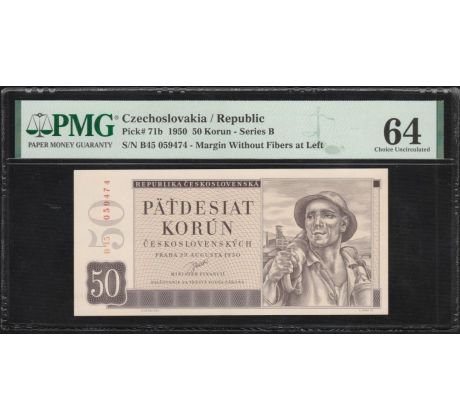 PMG
PAPER MONEY GUARANTY
Czechoslovakia / Republic
Pick# 71b 1950 50 Korun - Series B
S/N B45 059474 - Margin Without Fibers at Left
64
Choice Uncirculated
REPUBLIKA ČESKOSLOVENSKÁ
50
B45 059474
PÄŤDESIAT
KORÚN
ČESKOSLOVENSKÝCH
PRAHA 29 AUGUSTA 1950
MINISTER FINANCIÍ
50